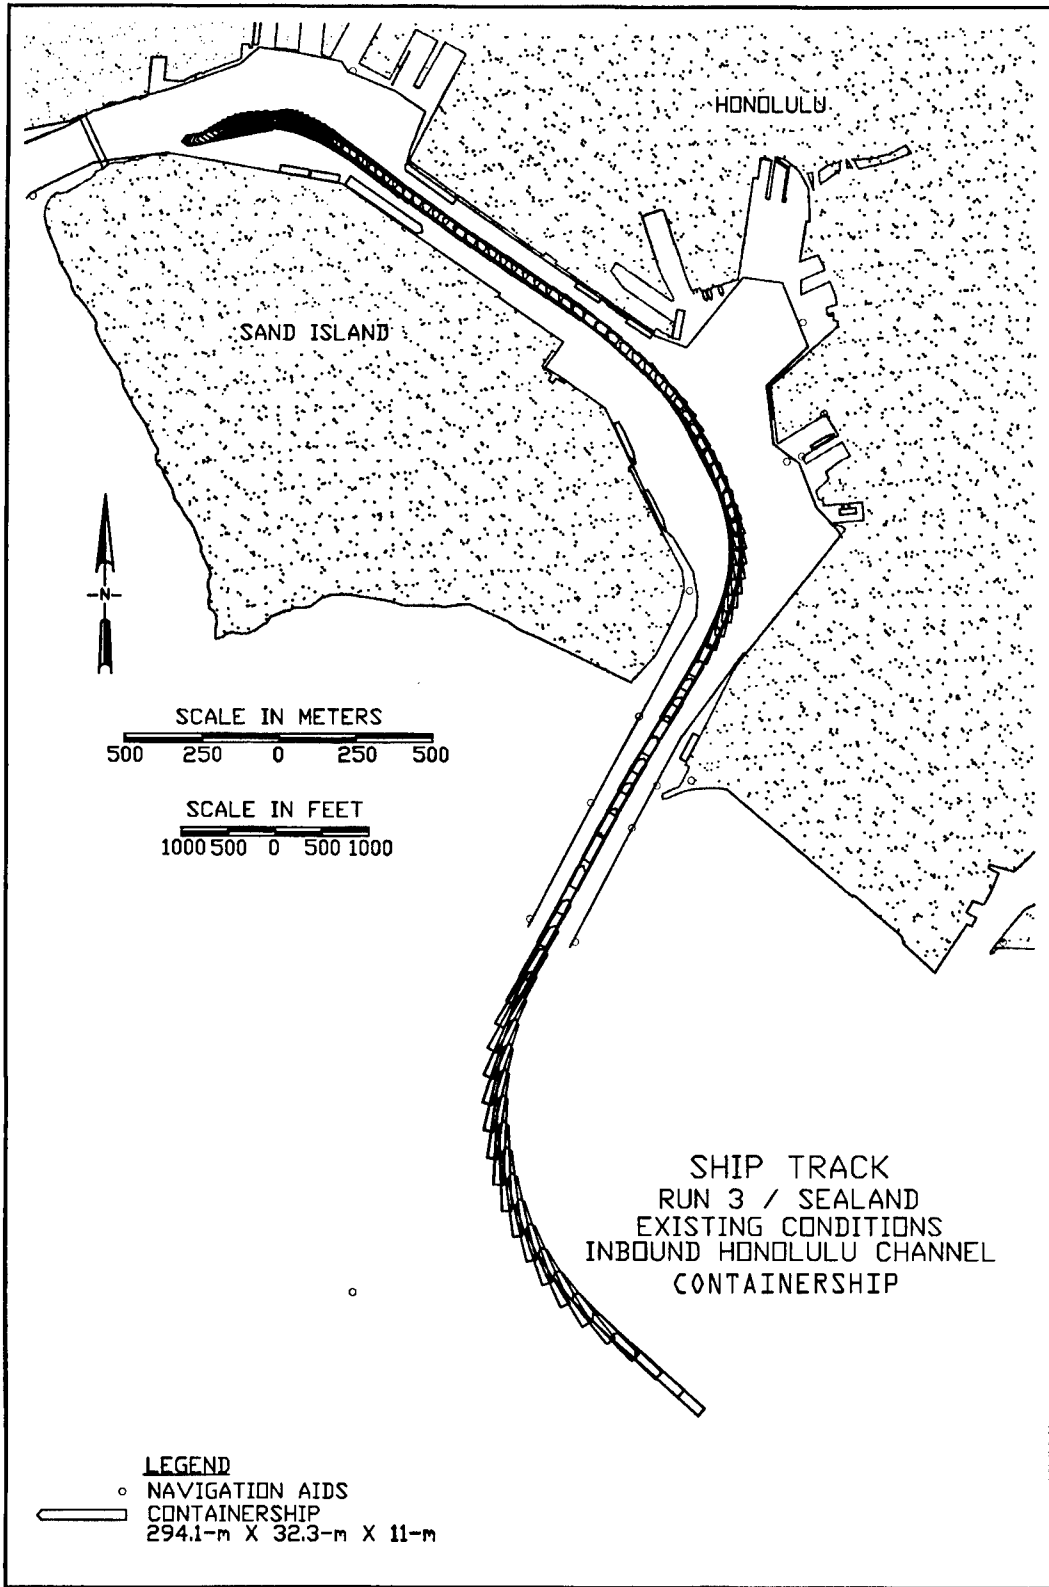 HONOLULU
SAND ISLAND
-N-
SCALE IN METERS
500 250 0 250 500
SCALE IN FEET
1000 500 0 500 1000
SHIP TRACK
RUN 3 / SEALAND
EXISTING CONDITIONS
INBOUND HONOLULU CHANNEL
CONTAINERSHIP
LEGEND
NAVIGATION AIDS
CONTAINERSHIP
294.1-m X 32.3-m X 11-m